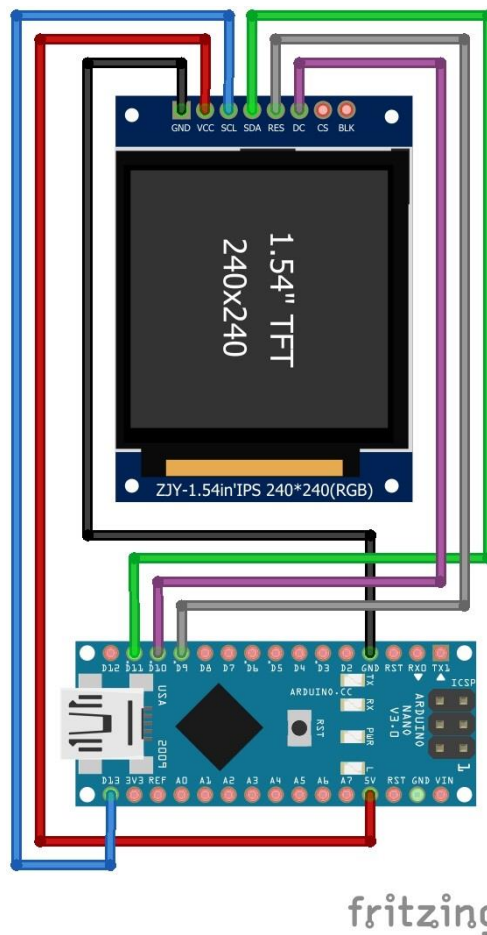 GND VCC SCL SDA RES DC CS BLK
1.54" TFT
240x240
ZJY-1.54in'IPS 240*240(RGB)
D12 D11 D10 D9 D8 D7 D6 D5 D4 D3 D2 GND RST RX0 TX1
USA
2009
ARDUINO.CC
RST
TX
RX
PWR
L
ICSP
1
ARDUINO
NANO
V3.0
D13 3V3 REF A0 A1 A2 A3 A4 A5 A6 A7 5V RST GND VIN
fritzing